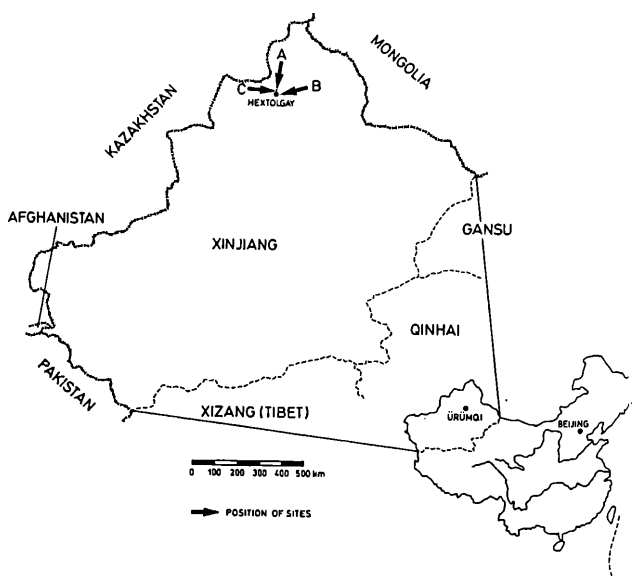 MONGOLIA
A
C
B
HEXTOLGAY
KAZAKHSTAN
AFGHANISTAN
XINJIANG
GANSU
QINHAI
PAKISTAN
XIZANG (TIBET)
ÜRÜMQI
BEIJING
0 100 200 300 400 500 km
POSITION OF SITES